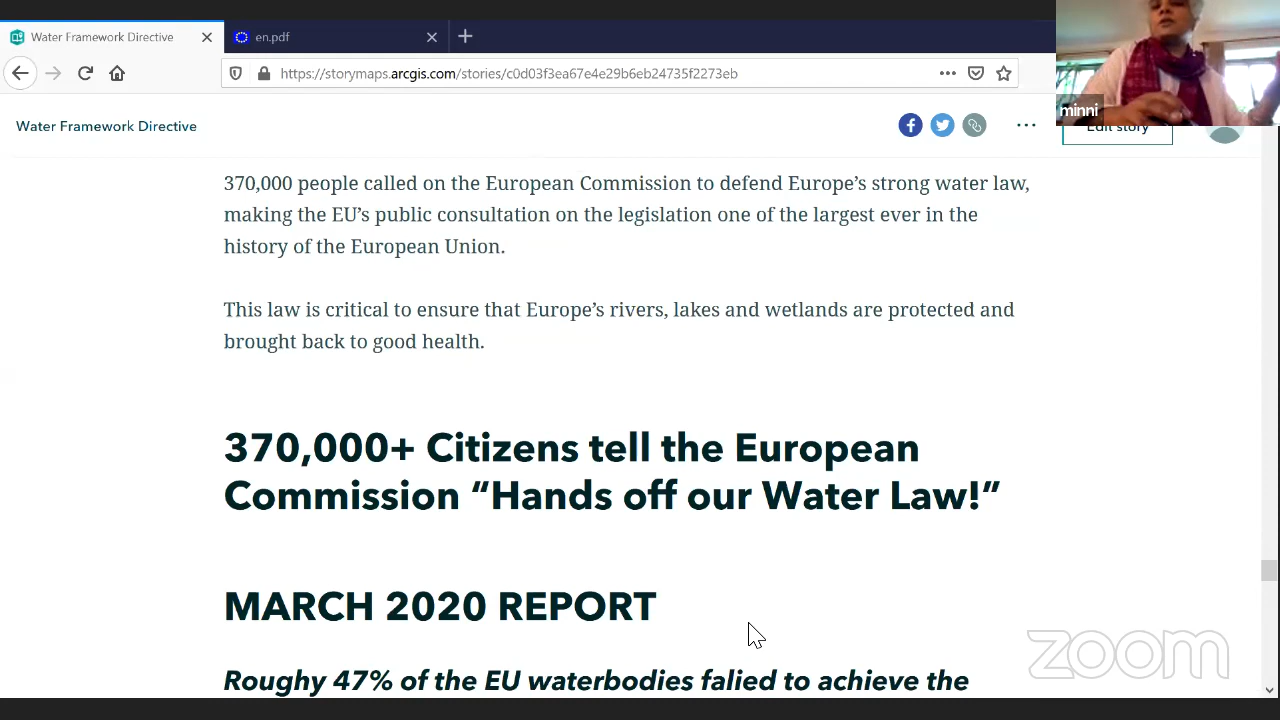 Water Framework Directive
en.pdf
https://storymaps.arcgis.com/stories/c0d03f3ea67e4e29b6eb24735f2273eb
minni
Water Framework Directive
Edit story
370,000 people called on the European Commission to defend Europe’s strong water law,
making the EU’s public consultation on the legislation one of the largest ever in the
history of the European Union.
This law is critical to ensure that Europe’s rivers, lakes and wetlands are protected and
brought back to good health.
370,000+ Citizens tell the European
Commission “Hands off our Water Law!”
MARCH 2020 REPORT
Roughy 47% of the EU waterbodies falied to achieve the
zoom